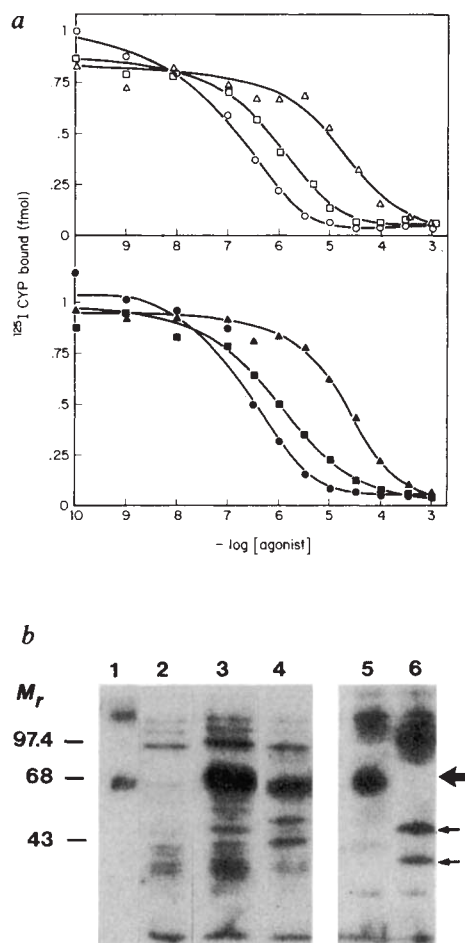 a
1
.75
.5
.25
0
10 9 8 7 6 5 4 3
¹²⁵I CYP bound (fmol)
1
.75
.5
.25
0
10 9 8 7 6 5 4 3
− log [agonist]
b
1 2 3 4 5 6
Mr
97.4 —
68 —
43 —